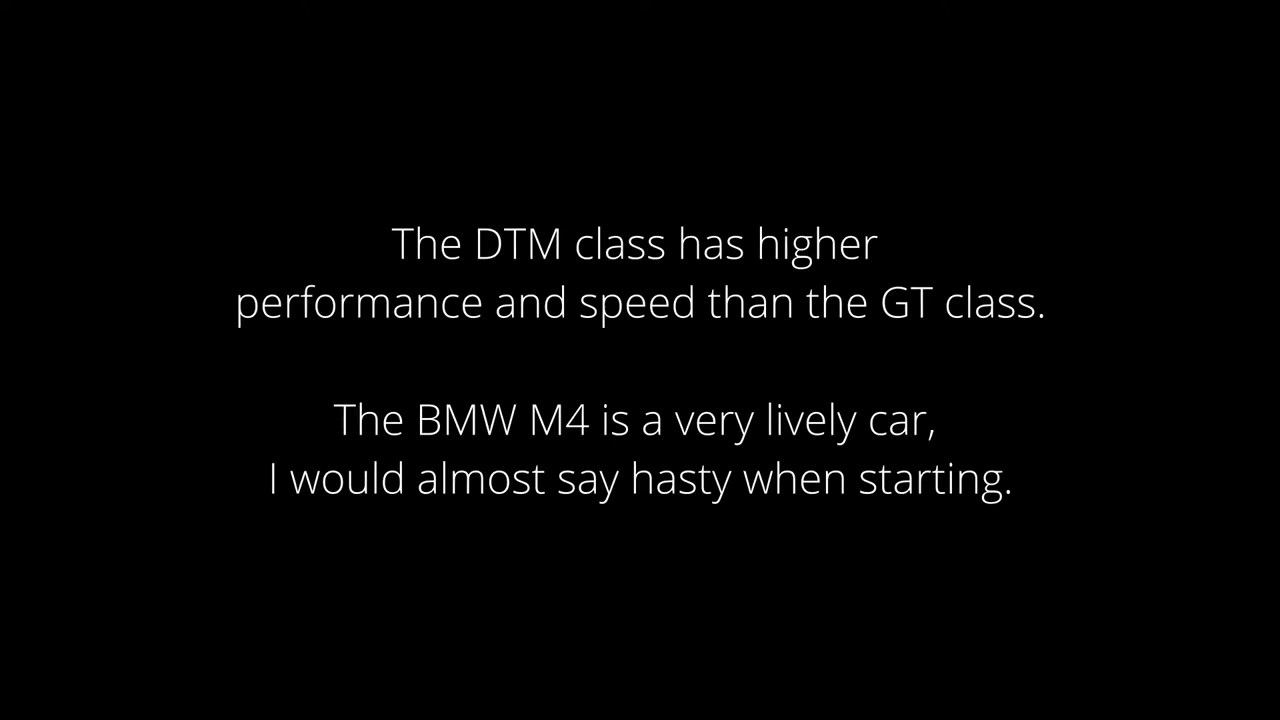 The DTM class has higher
performance and speed than the GT class.
The BMW M4 is a very lively car,
I would almost say hasty when starting.